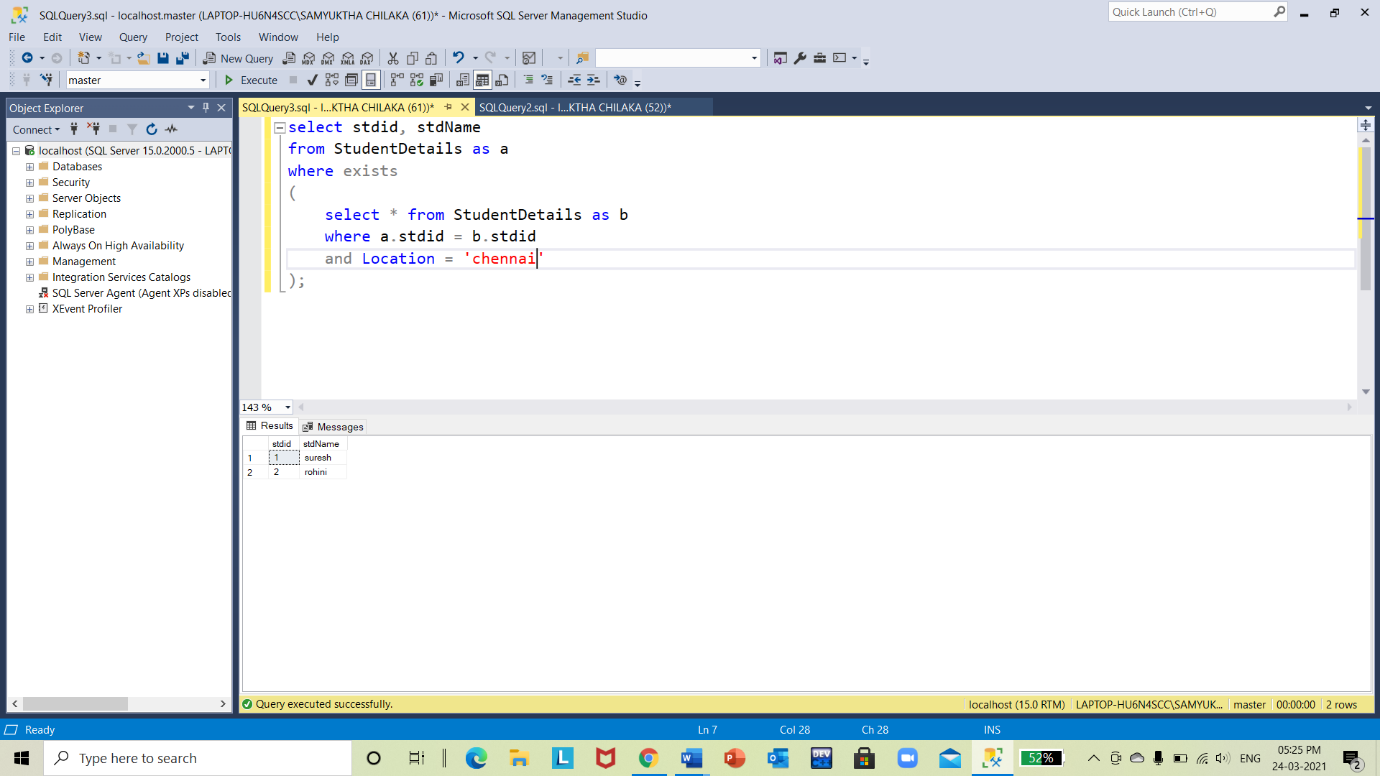 SQLQuery3.sql - localhost.master (LAPTOP-HU6N4SCC\SAMYUKTHA CHILAKA (61))* - Microsoft SQL Server Management Studio
Quick Launch (Ctrl+Q)
File Edit View Query Project Tools Window Help
New Query
master
Execute
Object Explorer
SQLQuery3.sql - l...KTHA CHILAKA (61))*
SQLQuery2.sql - l...KTHA CHILAKA (52))*
Connect
localhost (SQL Server 15.0.2000.5 - LAPT
Databases
Security
Server Objects
Replication
PolyBase
Always On High Availability
Management
Integration Services Catalogs
SQL Server Agent (Agent XPs disabled
XEvent Profiler
select stdid, stdName
from StudentDetails as a
where exists
(
select * from StudentDetails as b
where a.stdid = b.stdid
and Location = 'chennai'
);
143 %
Results Messages
stdid stdName
1 1 suresh
2 2 rohini
Query executed successfully.
localhost (15.0 RTM) LAPTOP-HU6N4SCC\SAMYUK... master 00:00:00 2 rows
Ready
Ln 7 Col 28 Ch 28 INS
Type here to search
L
W
P
DEV
52%
ENG
05:25 PM
24-03-2021
2